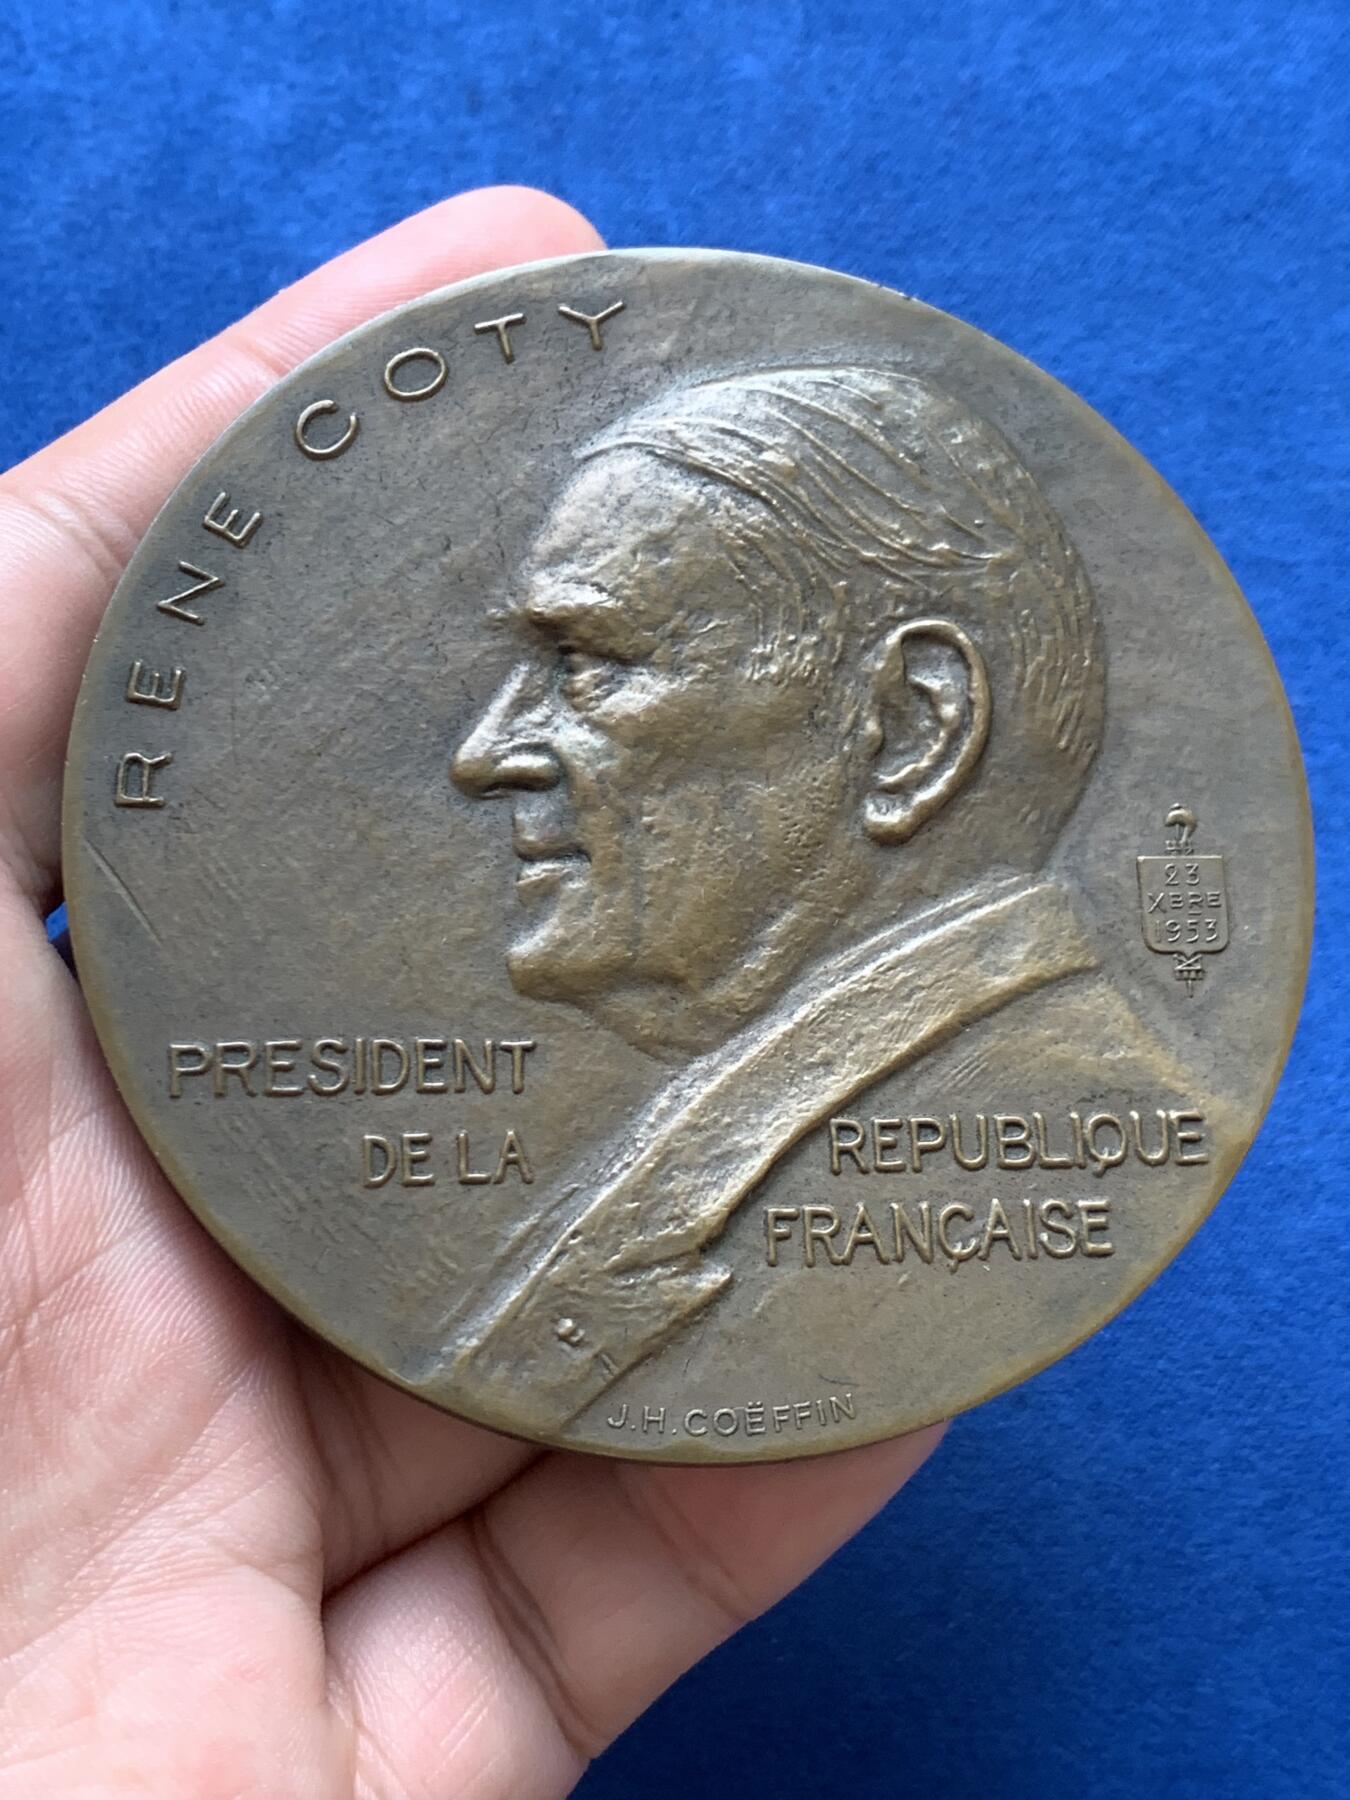 RENE COTY
PRESIDENT
DE LA
REPUBLIQUE
FRANÇAISE
23
XBRE
1953
J.H.COËFFIN